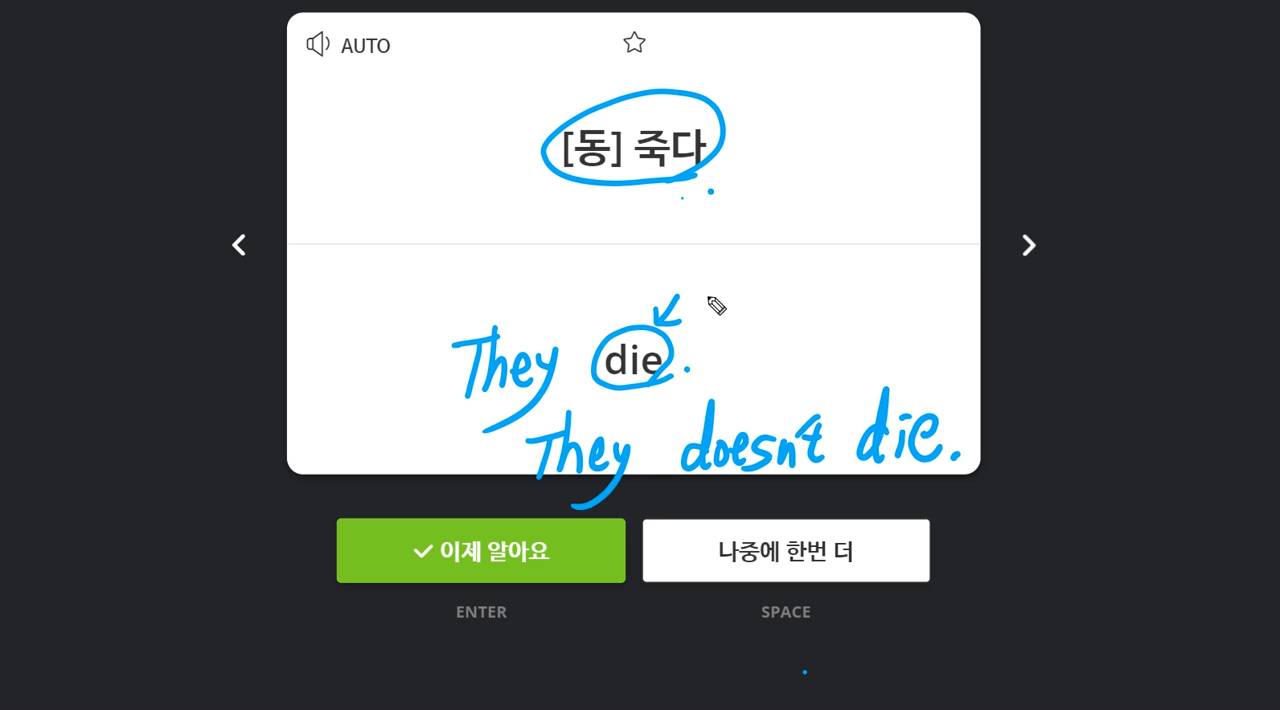 AUTO
[동] 죽다
They die.
They doesn't die.
이제 알아요
나중에 한번 더
ENTER
SPACE